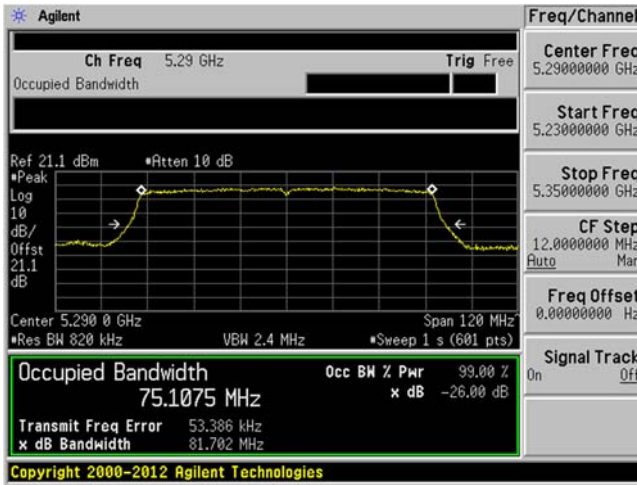 Agilent
Freq/Channel
Ch Freq 5.29 GHz Trig Free
Occupied Bandwidth
Center Freq
5.29000000 GHz
Start Freq
5.23000000 GHz
Stop Freq
5.35000000 GHz
CF Step
12.0000000 MHz
Auto Man
Freq Offset
0.00000000 Hz
Signal Track
On Off
Ref 21.1 dBm #Atten 10 dB
#Peak
Log
10
dB/
Offst
21.1
dB
Center 5.290 0 GHz Span 120 MHz
#Res BW 820 kHz VBW 2.4 MHz #Sweep 1 s (601 pts)
Occupied Bandwidth Occ BW % Pwr 99.00 %
75.1075 MHz x dB -26.00 dB
Transmit Freq Error 53.386 kHz
x dB Bandwidth 81.702 MHz
Copyright 2000-2012 Agilent Technologies